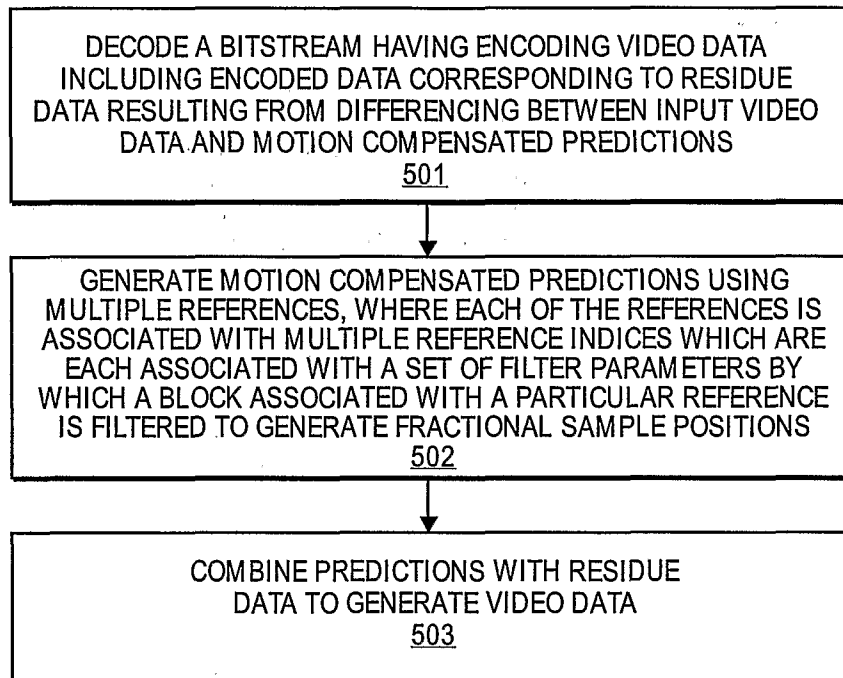 DECODE A BITSTREAM HAVING ENCODING VIDEO DATA
INCLUDING ENCODED DATA CORRESPONDING TO RESIDUE
DATA RESULTING FROM DIFFERENCING BETWEEN INPUT VIDEO
DATA AND MOTION COMPENSATED PREDICTIONS
501
GENERATE MOTION COMPENSATED PREDICTIONS USING
MULTIPLE REFERENCES, WHERE EACH OF THE REFERENCES IS
ASSOCIATED WITH MULTIPLE REFERENCE INDICES WHICH ARE
EACH ASSOCIATED WITH A SET OF FILTER PARAMETERS BY
WHICH A BLOCK ASSOCIATED WITH A PARTICULAR REFERENCE
IS FILTERED TO GENERATE FRACTIONAL SAMPLE POSITIONS
502
COMBINE PREDICTIONS WITH RESIDUE
DATA TO GENERATE VIDEO DATA
503